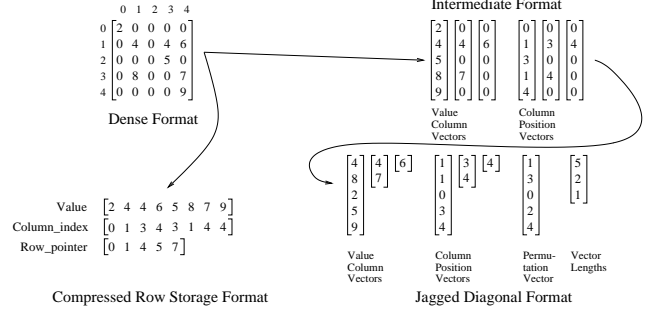 Intermediate Format
0 1 2 3 4
0 2 0 0 0 0
1 0 4 0 4 6
2 0 0 0 5 0
3 0 8 0 0 7
4 0 0 0 0 9
Dense Format
2 0 0
4 4 6
5 0 0
8 7 0
9 0 0
Value
Column
Vectors
0 0 0
1 3 4
3 0 0
1 4 0
4 0 0
Column
Position
Vectors
Value [2 4 4 6 5 8 7 9]
Column_index [0 1 3 4 3 1 4 4]
Row_pointer [0 1 4 5 7]
Compressed Row Storage Format
4 4 [6]
8 7
2
5
9
Value
Column
Vectors
1 3 [4]
1 4
0
3
4
Column
Position
Vectors
1
3
0
2
4
Permu-
tation
Vector
5
2
1
Vector
Lengths
Jagged Diagonal Format